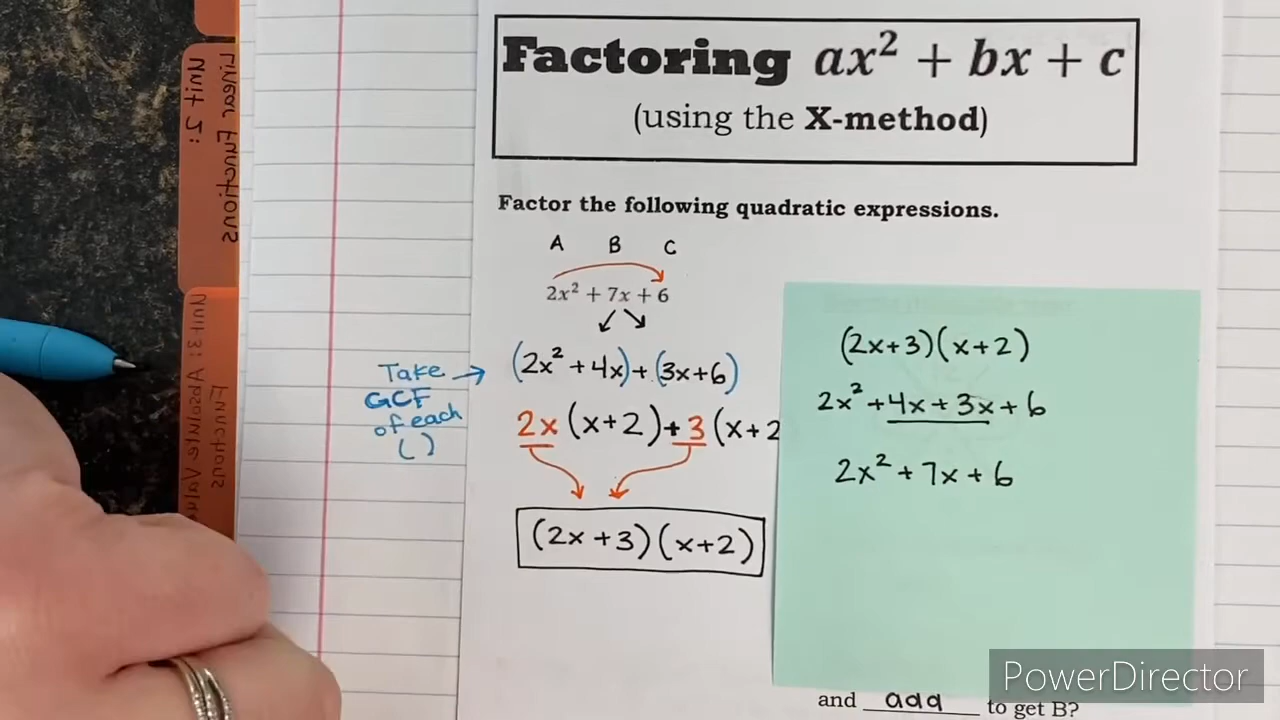 Factoring ax² + bx + c
(using the X-method)
Factor the following quadratic expressions.
A B C
2x² + 7x + 6
(2x² + 4x) + (3x+6)
Take
GCF
of each
( )
2x (x+2) + 3 (x+2
(2x+3)(x+2)
(2x+3)(x+2)
2x² + 4x + 3x + 6
2x² + 7x + 6
and add to get B?
Unit 2:
Linear Functions
Unit 3: Absolute Value
Functions
PowerDirector